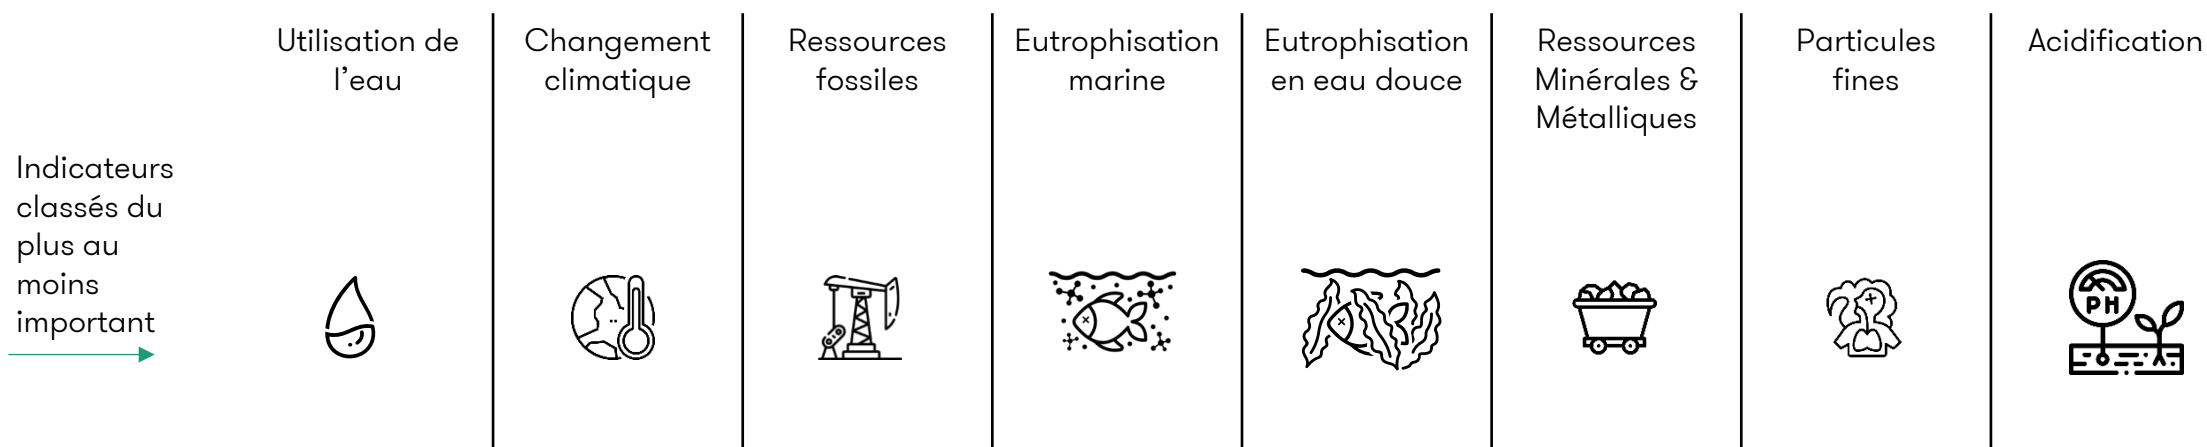 Utilisation de
l'eau
Changement
climatique
Ressources
fossiles
Eutrophisation
marine
Eutrophisation
en eau douce
Ressources
Minérales &
Métalliques
Particules
fines
Acidification
Indicateurs
classés du
plus au
moins
important
PH